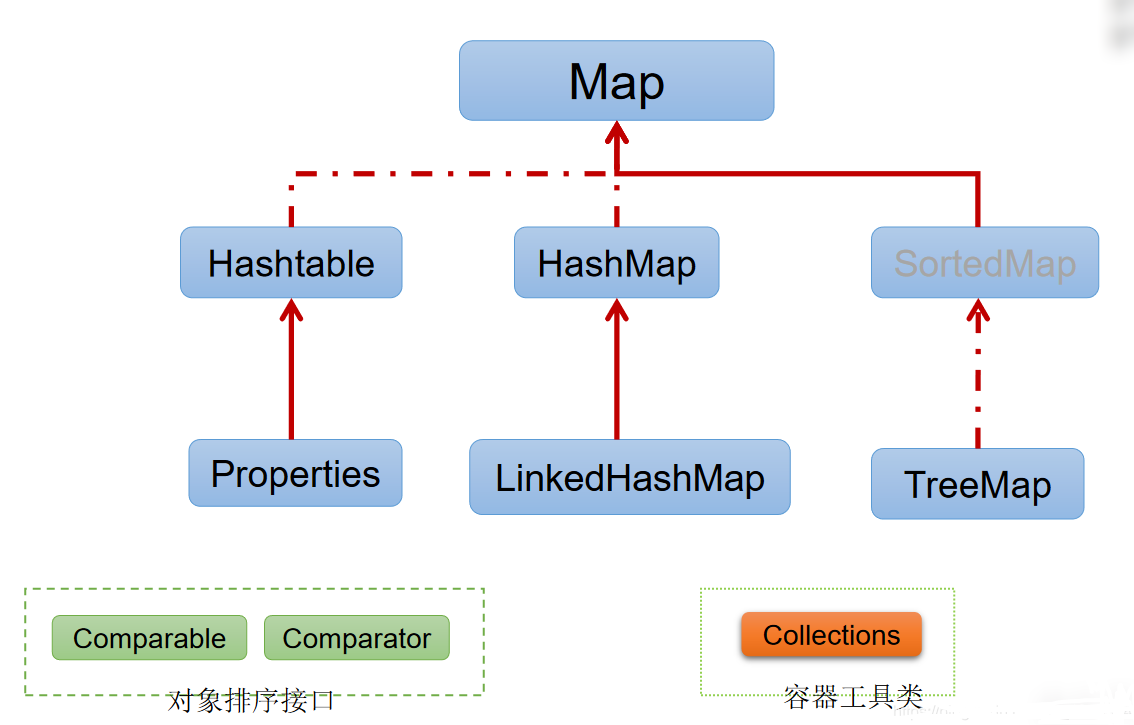 Map
Hashtable
HashMap
SortedMap
Properties
LinkedHashMap
TreeMap
Comparable
Comparator
Collections
对象排序接口
容器工具类